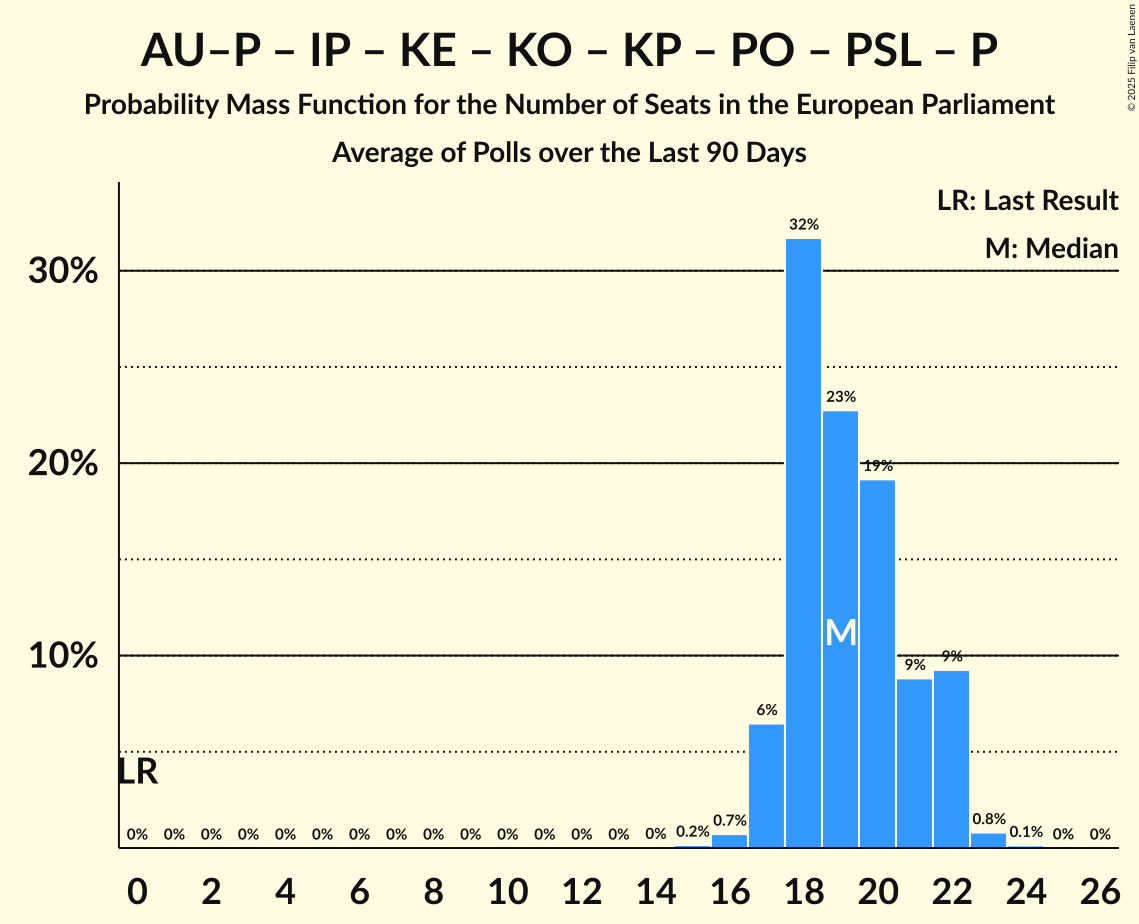 AU–P – IP – KE – KO – KP – PO – PSL – P
Probability Mass Function for the Number of Seats in the European Parliament
Average of Polls over the Last 90 Days
© 2025 Filip van Laenen
LR: Last Result
M: Median
30%
20%
10%
32%
23%
19%
9%
9%
6%
M
LR
0% 0% 0% 0% 0% 0% 0% 0% 0% 0% 0% 0% 0% 0% 0% 0.2% 0.7% 0.8% 0.1% 0% 0%
0 2 4 6 8 10 12 14 16 18 20 22 24 26